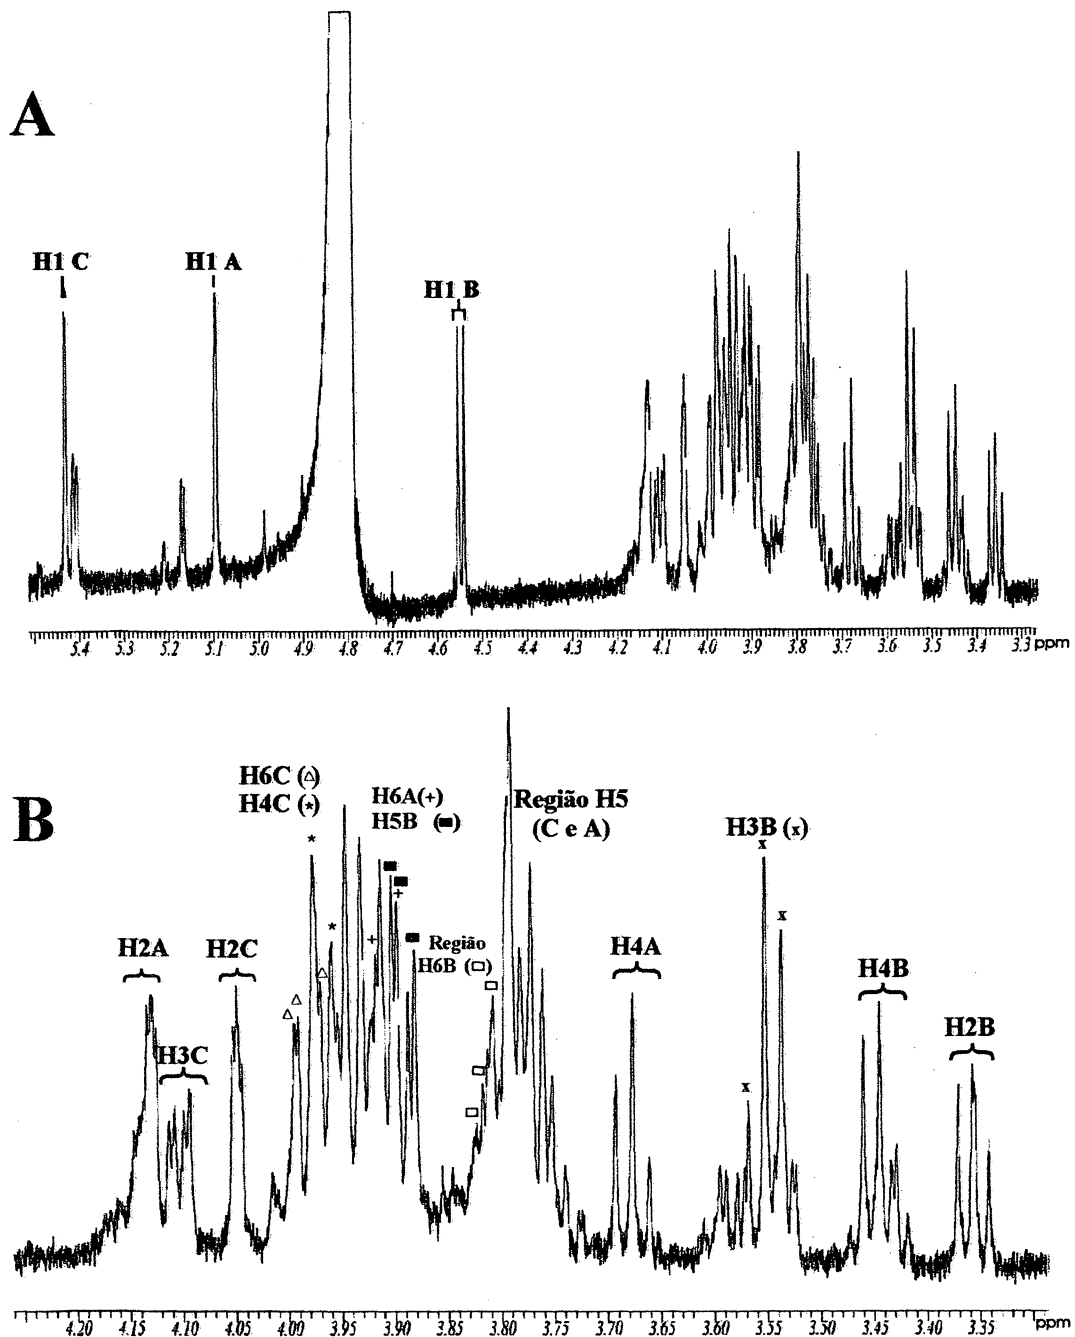 A
H1 C
H1 A
H1 B
5.4 5.3 5.2 5.1 5.0 4.9 4.8 4.7 4.6 4.5 4.4 4.3 4.2 4.1 4.0 3.9 3.8 3.7 3.6 3.5 3.4 3.3 ppm
B
H6C (△)
H4C (*)
H6A(+)
H5B (■)
Região H5
(C e A)
H3B (x)
x
*
x
*
+
+
Região
H6B (□)
H2A
H2C
H4A
H4B
H3C
H2B
x
4.20 4.15 4.10 4.05 4.00 3.95 3.90 3.85 3.80 3.75 3.70 3.65 3.60 3.55 3.50 3.45 3.40 3.35 ppm